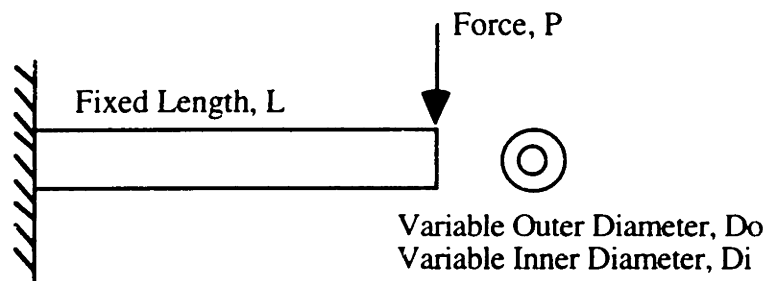 Force, P
Fixed Length, L
Variable Outer Diameter, Do
Variable Inner Diameter, Di